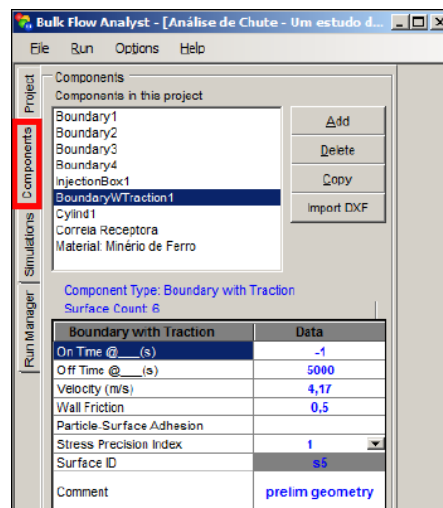 Bulk Flow Analyst - [Análise de Chute - Um estudo d...
File Run Options Help
Project
Components
Simulations
Run Manager
Components
Components in this project
Boundary1
Boundary2
Boundary3
Boundary4
InjectionBox1
BoundaryWTraction1
Cylind1
Correia Receptora
Material: Minério de Ferro
Add
Delete
Copy
Import DXF
Component Type: Boundary with Traction
Surface Count: 6
Boundary with Traction Data
On Time @___(s) -1
Off Time @___(s) 5000
Velocity (m/s) 4,17
Wall Friction 0,5
Particle-Surface Adhesion
Stress Precision Index 1
Surface ID s5
Comment prelim geometry